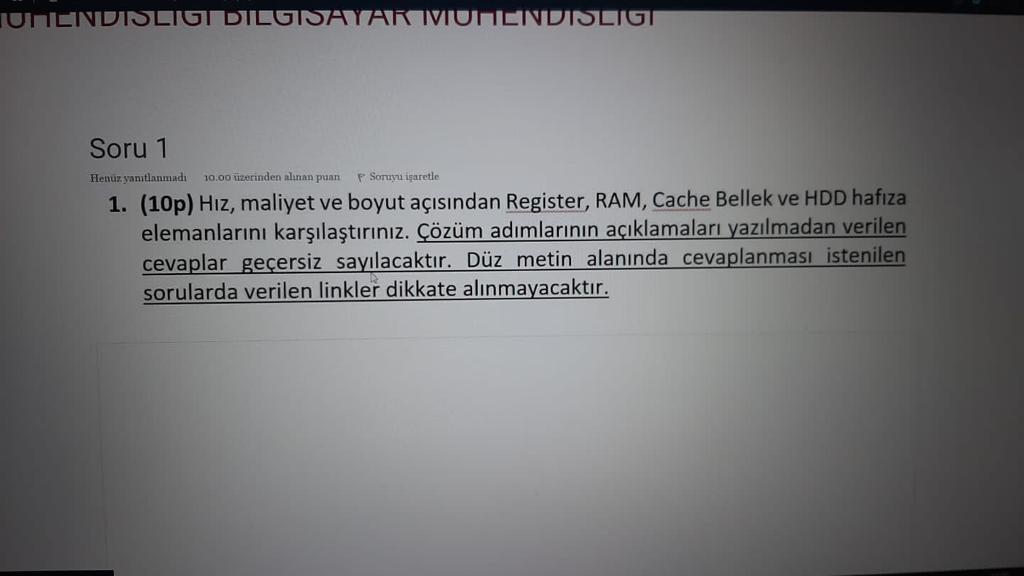 MÜHENDİSLİĞİ BİLGİSAYAR MÜHENDİSLİĞİ
Soru 1
Henüz yanıtlanmadı 10.00 üzerinden alınan puan Soruyu işaretle
1. (10p) Hız, maliyet ve boyut açısından Register, RAM, Cache Bellek ve HDD hafıza
elemanlarını karşılaştırınız. Çözüm adımlarının açıklamaları yazılmadan verilen
cevaplar geçersiz sayılacaktır. Düz metin alanında cevaplanması istenilen
sorularda verilen linkler dikkate alınmayacaktır.